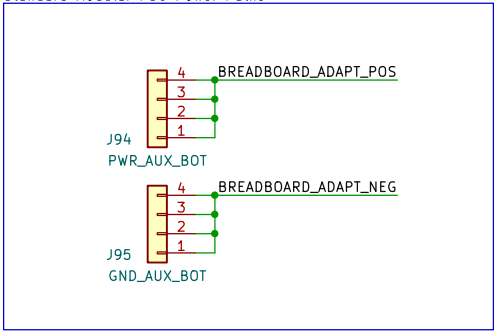 4 BREADBOARD_ADAPT_POS
3
2
1
J94
PWR_AUX_BOT
4 BREADBOARD_ADAPT_NEG
3
2
1
J95
GND_AUX_BOT